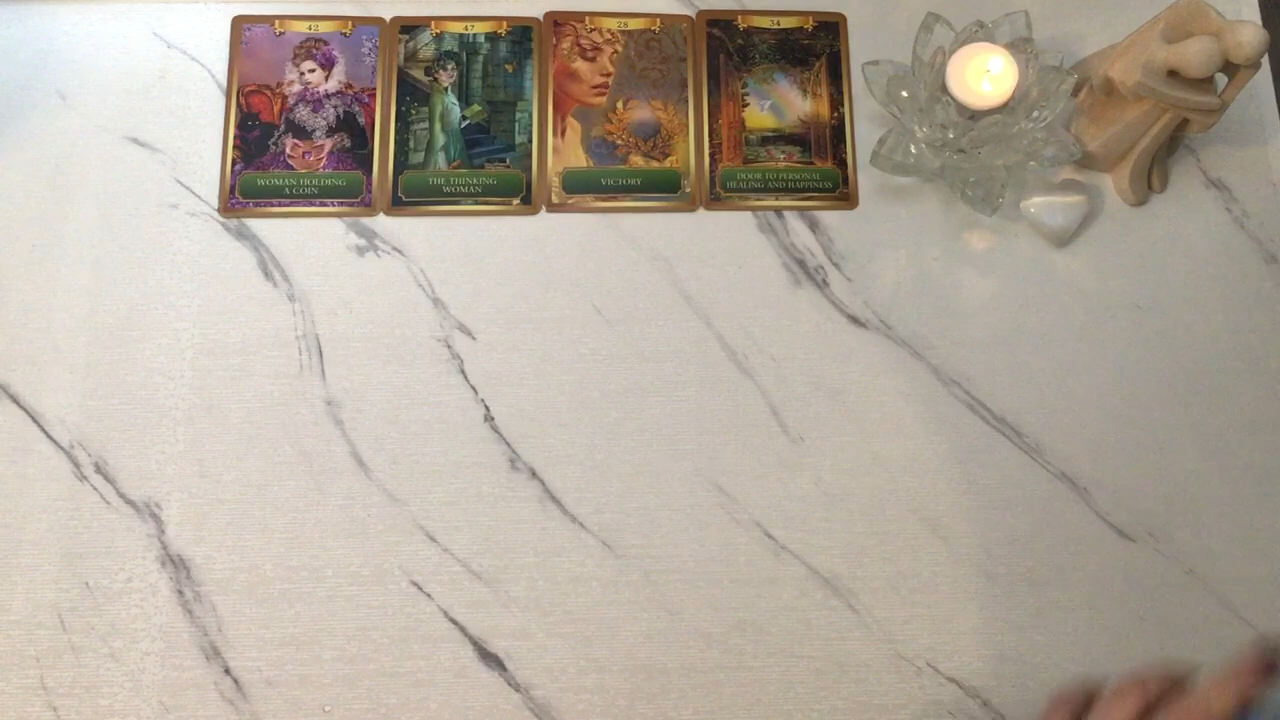 42
WOMAN HOLDING
A COIN
47
THE THINKING
WOMAN
28
VICTORY
34
DOOR TO PERSONAL
HEALING AND HAPPINESS